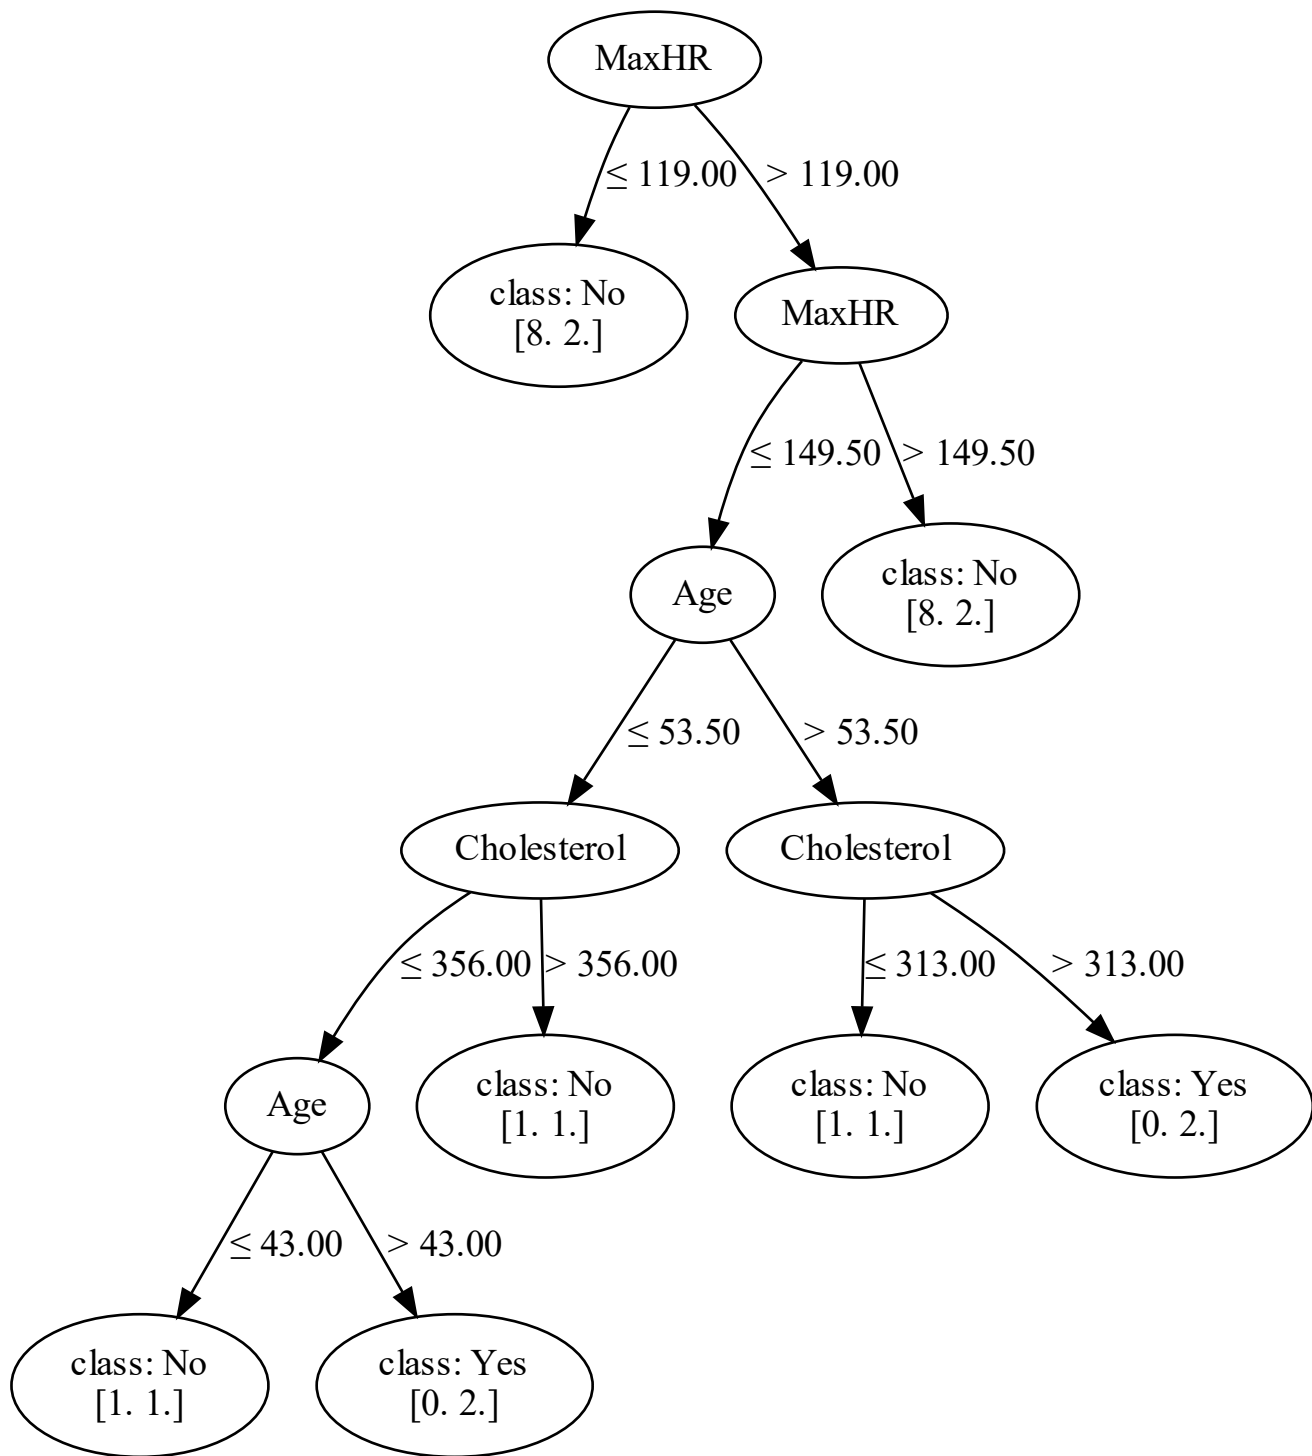 MaxHR
≤ 119.00
> 119.00
class: No
[8. 2.]
MaxHR
≤ 149.50
> 149.50
Age
class: No
[8. 2.]
≤ 53.50
> 53.50
Cholesterol
Cholesterol
≤ 356.00
> 356.00
≤ 313.00
> 313.00
Age
class: No
[1. 1.]
class: No
[1. 1.]
class: Yes
[0. 2.]
≤ 43.00
> 43.00
class: No
[1. 1.]
class: Yes
[0. 2.]